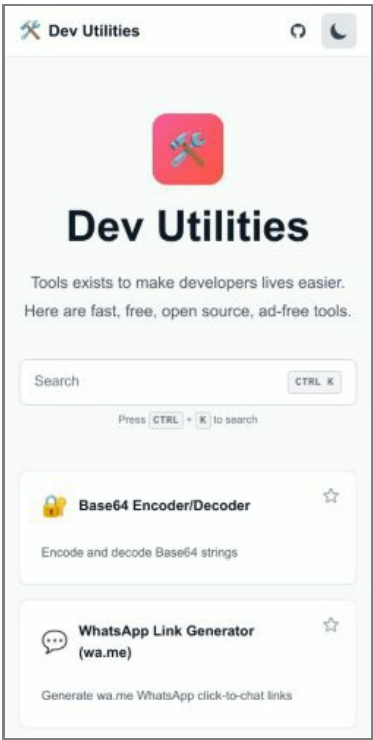 Dev Utilities
Dev Utilities
Tools exists to make developers lives easier.
Here are fast, free, open source, ad-free tools.
Search CTRL K
Press CTRL + K to search
Base64 Encoder/Decoder
Encode and decode Base64 strings
WhatsApp Link Generator
(wa.me)
Generate wa.me WhatsApp click-to-chat links